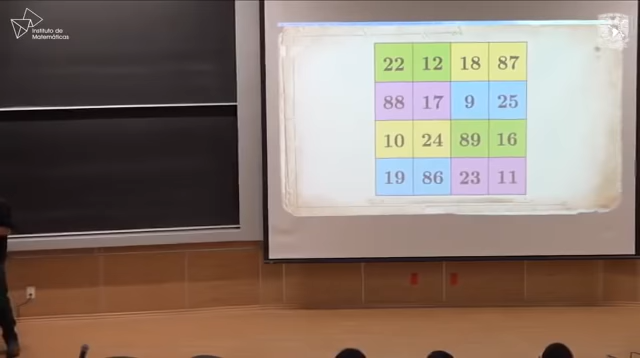 Instituto de
Matemáticas
22 12 18 87
88 17 9 25
10 24 89 16
19 86 23 11